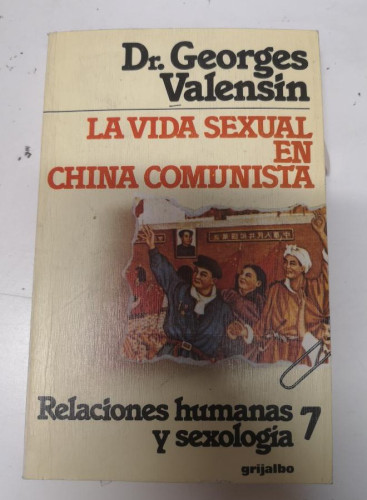 Dr. Georges
Valensin
LA VIDA SEXUAL
EN
CHINA COMUNISTA
Relaciones humanas 7
y sexología
grijalbo